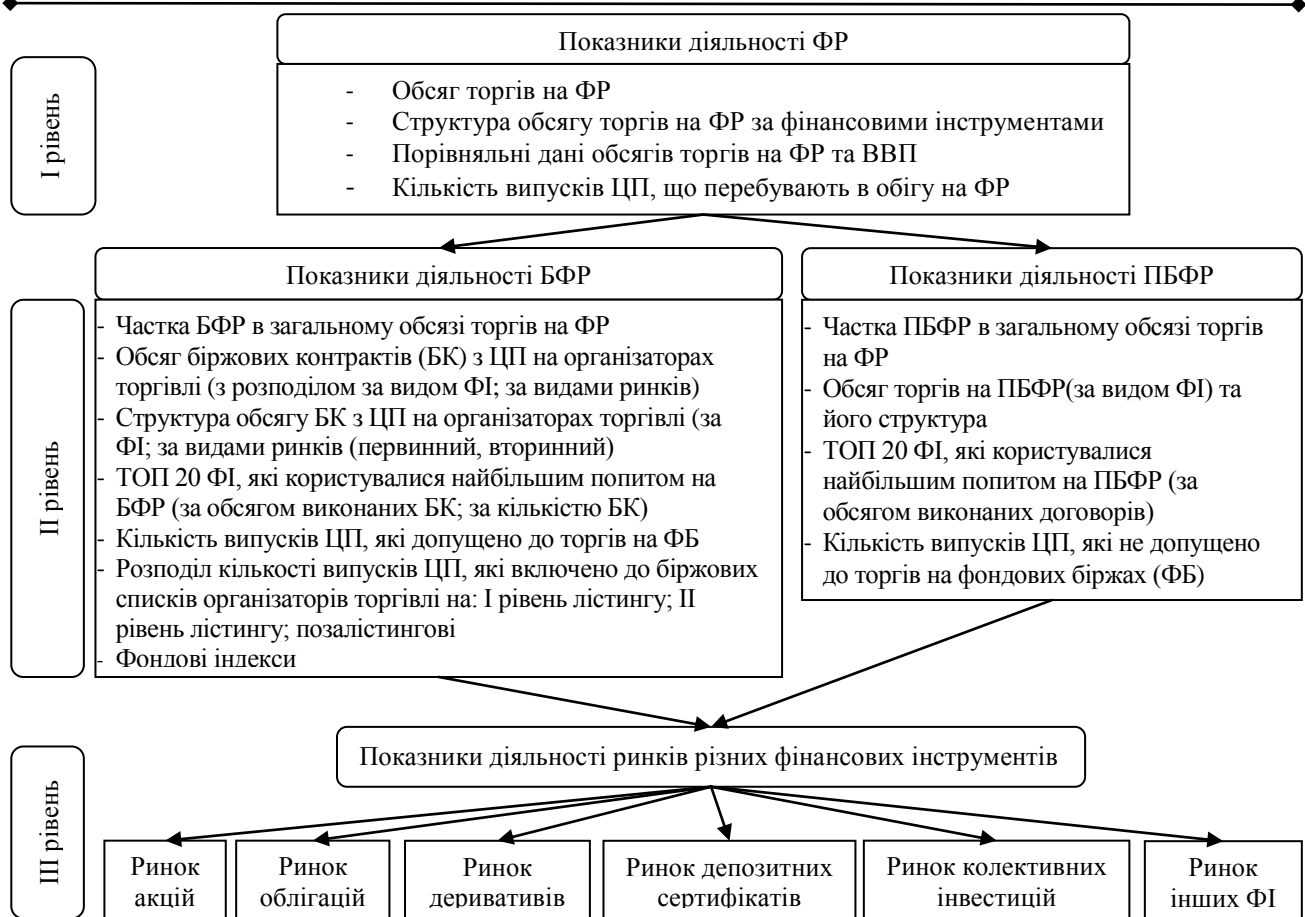 Показники діяльності ФР
І рівень
- Обсяг торгів на ФР
- Структура обсягу торгів на ФР за фінансовими інструментами
- Порівняльні дані обсягів торгів на ФР та ВВП
- Кількість випусків ЦП, що перебувають в обігу на ФР
ІІ рівень
Показники діяльності БФР
- Частка БФР в загальному обсязі торгів на ФР
- Обсяг біржових контрактів (БК) з ЦП на організаторах
торгівлі (з розподілом за видом ФІ; за видами ринків)
- Структура обсягу БК з ЦП на організаторах торгівлі (за
ФІ; за видами ринків (первинний, вторинний)
- ТОП 20 ФІ, які користувалися найбільшим попитом на
БФР (за обсягом виконаних БК; за кількістю БК)
- Кількість випусків ЦП, які допущено до торгів на ФБ
- Розподіл кількості випусків ЦП, які включено до біржових
списків організаторів торгівлі на: І рівень лістингу; ІІ
рівень лістингу; позалістингові
- Фондові індекси
Показники діяльності ПБФР
- Частка ПБФР в загальному обсязі торгів
на ФР
- Обсяг торгів на ПБФР(за видом ФІ) та
його структура
- ТОП 20 ФІ, які користувалися
найбільшим попитом на ПБФР (за
обсягом виконаних договорів)
- Кількість випусків ЦП, які не допущено
до торгів на фондових біржах (ФБ)
ІІІ рівень
Показники діяльності ринків різних фінансових інструментів
Ринок
акцій
Ринок
облігацій
Ринок
деривативів
Ринок депозитних
сертифікатів
Ринок колективних
інвестицій
Ринок
інших ФІ